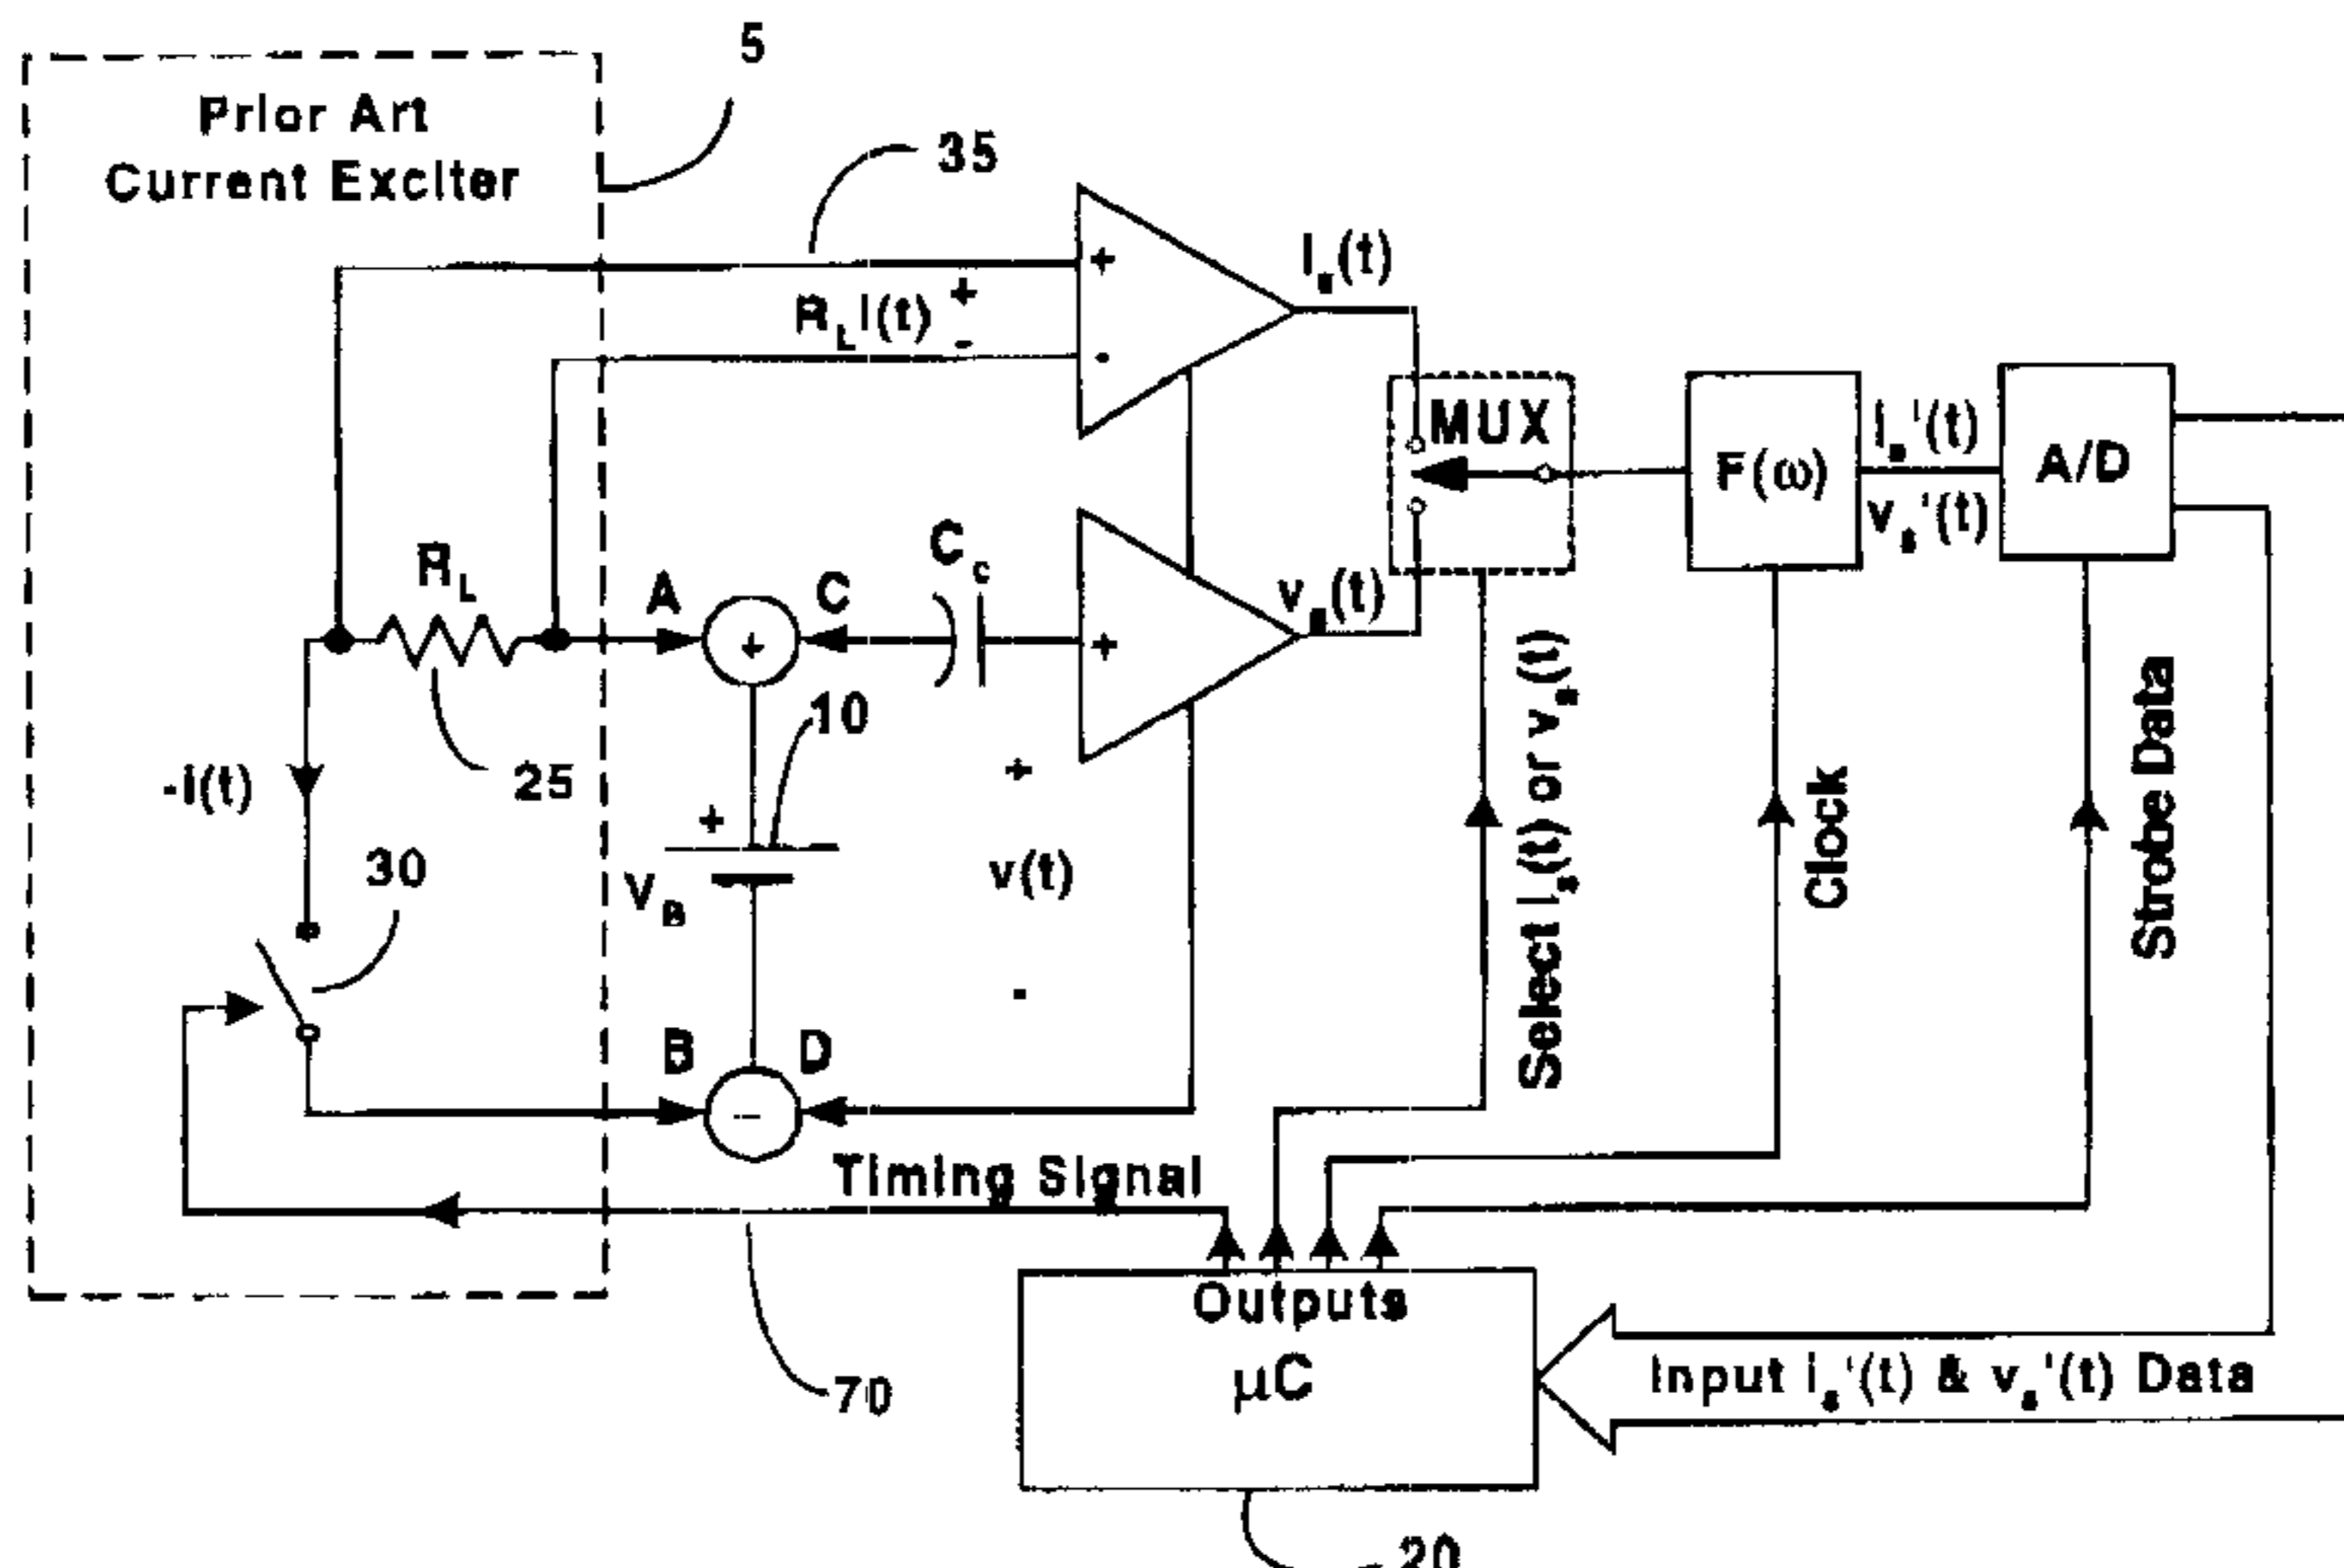 5
Prior Art
Current Exciter
35
+
i_s(t)
R_L i(t)
+
-
-
MUX
F(ω)
i_s'(t)
v_s'(t)
A/D
R_L
A
+
C
C_c
+
v_s(t)
10
25
-i(t)
30
+
V_B
+
v(t)
-
Select i_s(t) or v_s(t)
Clock
Strobe Data
B
-
D
Timing Signal
70
Outputs
µC
Input i_s'(t) & v_s'(t) Data
20